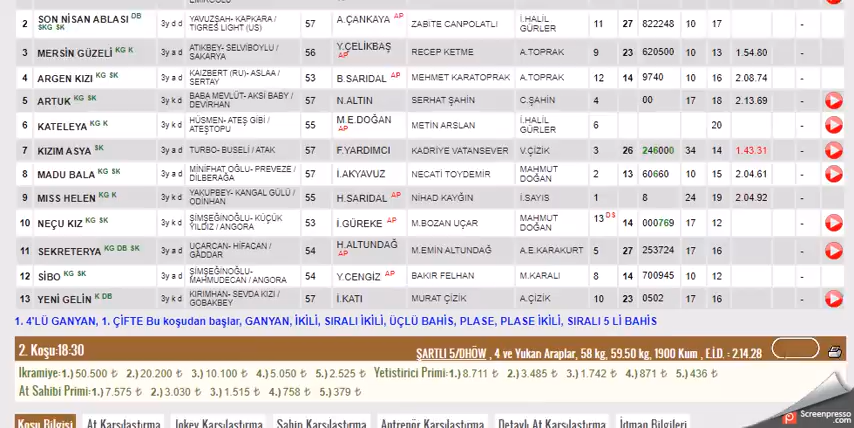 EMİROĞLU
2 SON NİSAN ABLASI DB SKG SK 3y d d YAVUZŞAH- KAPKARA / TIGRES LIGHT (US) 57 A.ÇANKAYA AP ZABİTE CANPOLATLI İ.HALİL GÜRLER 11 27 822248 10 17 -
3 MERSİN GÜZELİ KG K 3y a d ATIKBEY- SELVİBOYLU / SAKARYA 56 Y.ÇELİKBAŞ AP RECEP KETME A.TOPRAK 9 23 620500 10 13 1.54.80 -
4 ARGEN KIZI KG SK 3y a d KAIZBERT (RU)- ASLAA / SERTAY 53 B.SARIDAL AP MEHMET KARATOPRAK A.TOPRAK 12 14 9740 10 16 2.08.74 -
5 ARTUK KG SK 3y k d BABA MEVLÜT- AKSİ BABY / DEVİRHAN 57 N.ALTIN SERHAT ŞAHİN C.ŞAHİN 4 00 17 18 2.13.69 -
6 KATELEYA KG K 3y k d HÜSMEN- ATEŞ GİBİ / ATEŞTOPU 55 M.E.DOĞAN AP METİN ARSLAN İ.HALİL GÜRLER 6 20 -
7 KIZIM ASYA SK 3y a d TURBO- BUSELİ / ATAK 57 F.YARDIMCI KADRİYE VATANSEVER V.ÇİZİK 3 26 246000 34 14 1.43.31 -
8 MADU BALA KG SK 3y a d MİNİFHAT OĞLU- PREVEZE / DİLBERAĞA 57 İ.AKYAVUZ NECATİ TOYDEMİR MAHMUT DOĞAN 2 13 60660 10 15 2.04.61 -
9 MISS HELEN KG K 3y k d YAKUPBEY- KANGAL GÜLÜ / ODİNHAN 55 H.SARIDAL AP NİHAD KAYĞIN İ.SAYIS 1 8 24 19 2.04.92 -
10 NEÇU KIZ KG SK 3y k d ŞİMŞEĞİNOĞLU- KÜÇÜK YILDIZ / ANGORA 53 İ.GÜREKE AP M.BOZAN UÇAR MAHMUT DOĞAN 13 DS 14 000769 17 12 -
11 SEKRETERYA KG DB SK 3y a d UÇARCAN- HİFAÇAN / GADDAR 54 H.ALTUNDAĞ AP M.EMİN ALTUNDAĞ A.E.KARAKURT 5 27 253724 17 16 -
12 SİBO KG SK 3y a d ŞİMŞEĞİNOĞLU- MAHMUDECAN / ANGORA 54 Y.CENGİZ AP BAKIR FELHAN M.KARALI 8 14 700945 10 12 -
13 YENİ GELİN K DB 3y d d KIRIMHAN- SEVDA KIZI / GOBAKBEY 57 İ.KATI MURAT ÇİZİK A.ÇİZİK 10 23 0502 17 16 -
1. 4'LÜ GANYAN, 1. ÇİFTE Bu koşudan başlar, GANYAN, İKİLİ, SIRALI İKİLİ, ÜÇLÜ BAHİS, PLASE, PLASE İKİLİ, SIRALI 5 Lİ BAHİS
2. Koşu:18:30 ŞARTLI 5/DHÖW , 4 ve Yukarı Araplar, 58 kg, 59.50 kg, 1900 Kum , E.İ.D. : 2.14.28
Ikramiye:1.) 50.500 ₺ 2.) 20.200 ₺ 3.) 10.100 ₺ 4.) 5.050 ₺ 5.) 2.525 ₺ Yetistirici Primi:1.) 8.711 ₺ 2.) 3.485 ₺ 3.) 1.742 ₺ 4.) 871 ₺ 5.) 436 ₺
At Sahibi Primi:1.) 7.575 ₺ 2.) 3.030 ₺ 3.) 1.515 ₺ 4.) 758 ₺ 5.) 379 ₺
Koşu Bilgisi At Karşılaştırma Jokey Karşılaştırma Sahip Karşılaştırma Antrenör Karşılaştırma Detaylı At Karşılaştırma İdman Bilgileri
Screenpresso.com